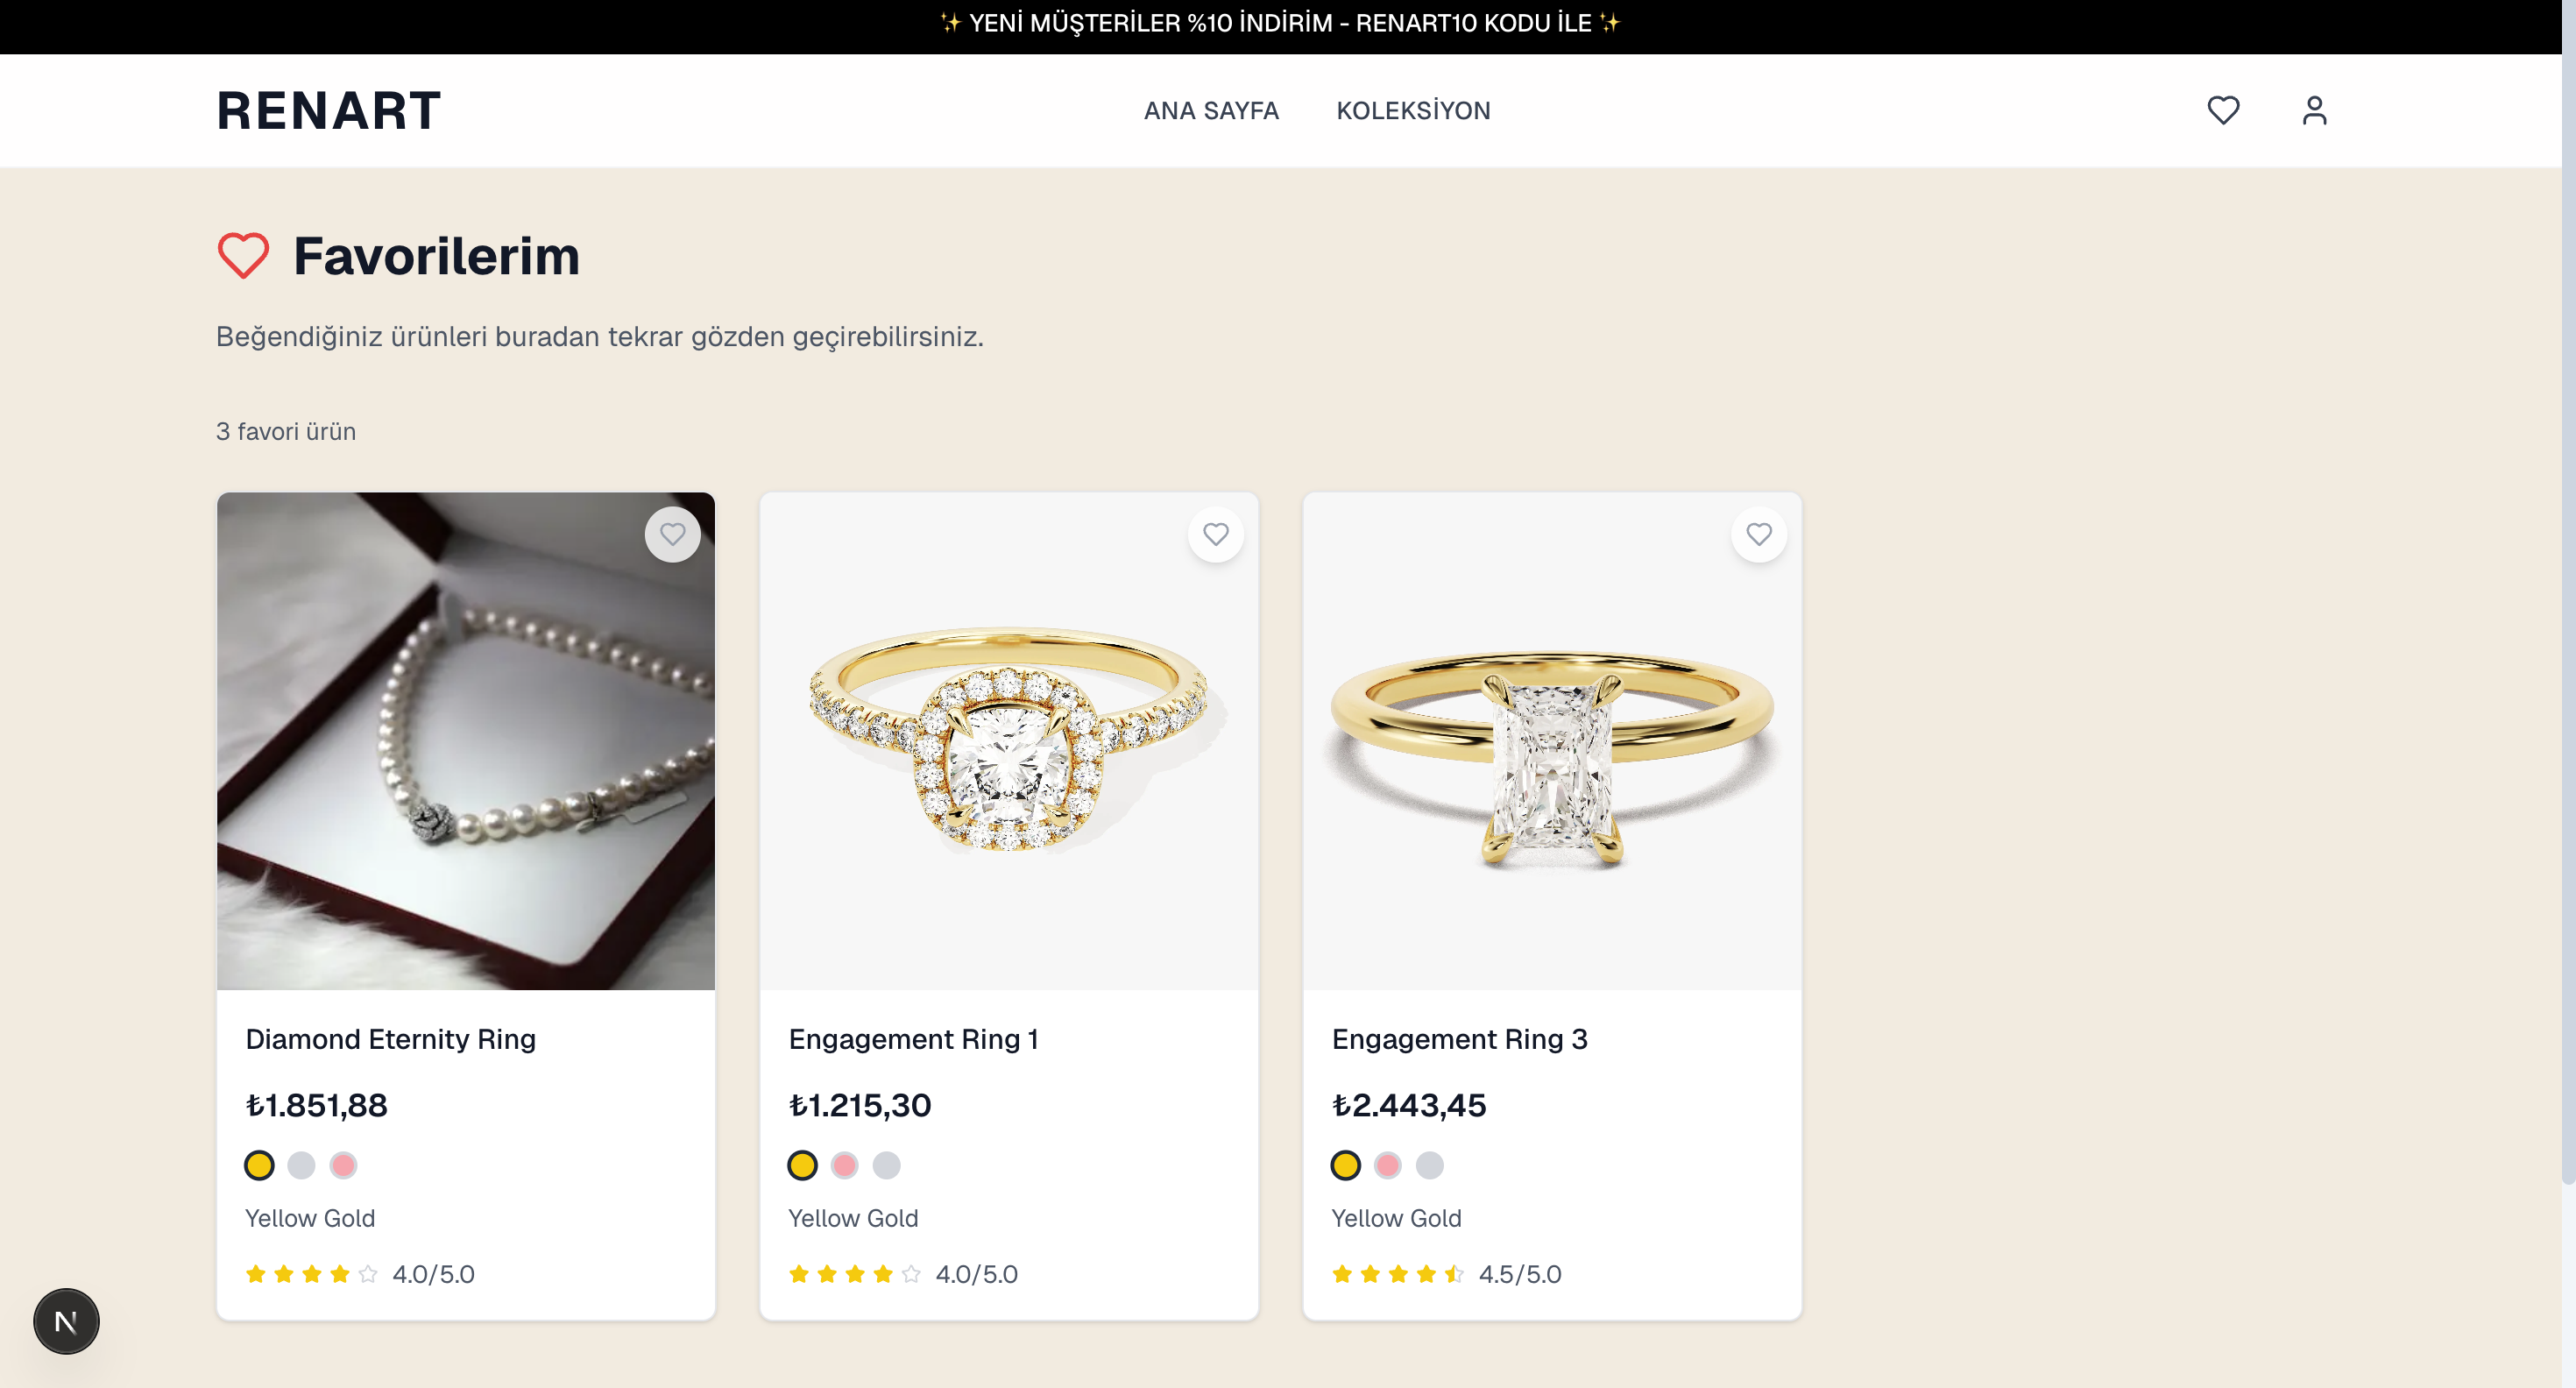 ✨ YENİ MÜŞTERİLER %10 İNDİRİM - RENART10 KODU İLE ✨
RENART
ANA SAYFA
KOLEKSİYON
Favorilerim
Beğendiğiniz ürünleri buradan tekrar gözden geçirebilirsiniz.
3 favori ürün
Diamond Eternity Ring
₺1.851,88
Yellow Gold
4.0/5.0
Engagement Ring 1
₺1.215,30
Yellow Gold
4.0/5.0
Engagement Ring 3
₺2.443,45
Yellow Gold
4.5/5.0
N